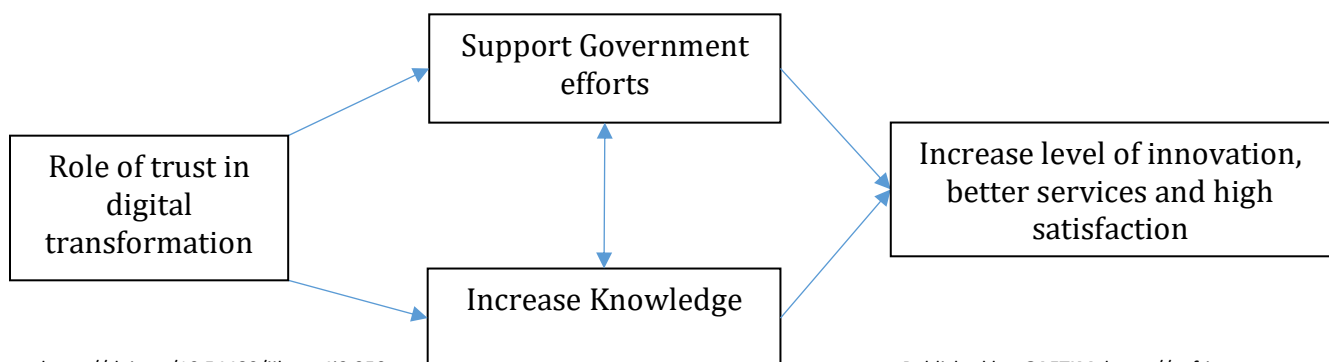 Support Government
efforts
Role of trust in
digital
transformation
Increase level of innovation,
better services and high
satisfaction
Increase Knowledge